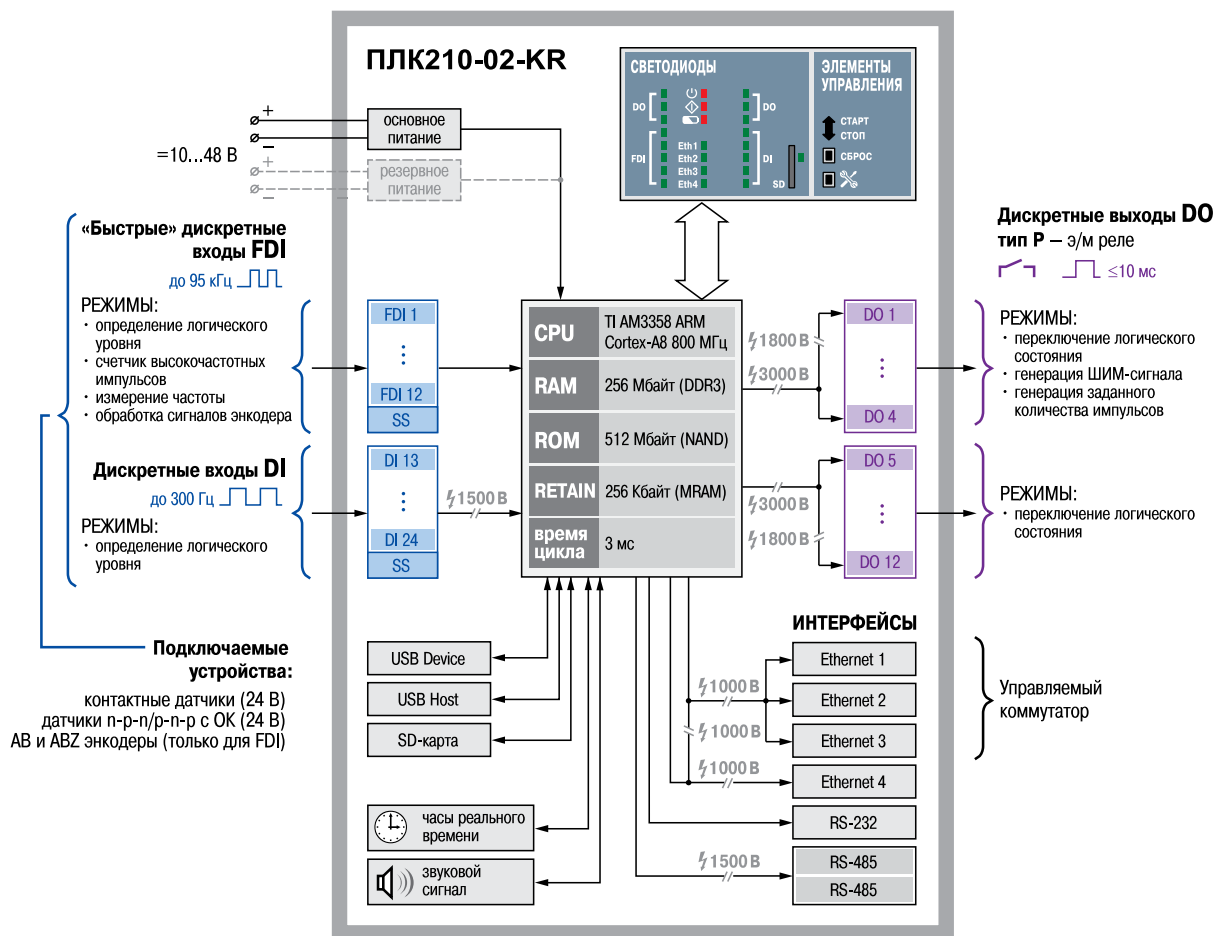 ПЛК210-02-KR
СВЕТОДИОДЫ
DO
DO
FDI
Eth1
Eth2
Eth3
Eth4
DI
SD
ЭЛЕМЕНТЫ
УПРАВЛЕНИЯ
СТАРТ
СТОП
СБРОС
+
−
=10...48 В
+
−
основное
питание
резервное
питание
«Быстрые» дискретные
входы FDI
до 95 кГц
РЕЖИМЫ:
· определение логического
уровня
· счетчик высокочастотных
импульсов
· измерение частоты
· обработка сигналов энкодера
Дискретные входы DI
до 300 Гц
РЕЖИМЫ:
· определение логического
уровня
Подключаемые
устройства:
контактные датчики (24 В)
датчики n-p-n/p-n-p с ОК (24 В)
AB и ABZ энкодеры (только для FDI)
FDI 1
FDI 12
SS
DI 13
DI 24
SS
1500 В
CPU
TI AM3358 ARM
Cortex-A8 800 МГц
RAM
256 Мбайт (DDR3)
ROM
512 Мбайт (NAND)
RETAIN
256 Кбайт (MRAM)
время
цикла
3 мс
1800 В
3000 В
3000 В
1800 В
DO 1
DO 4
DO 5
DO 12
Дискретные выходы DO
тип Р – э/м реле
≤10 мс
РЕЖИМЫ:
· переключение логического
состояния
· генерация ШИМ-сигнала
· генерация заданного
количества импульсов
РЕЖИМЫ:
· переключение логического
состояния
USB Device
USB Host
SD-карта
часы реального
времени
звуковой
сигнал
ИНТЕРФЕЙСЫ
1000 В
1000 В
1000 В
1500 В
Ethernet 1
Ethernet 2
Ethernet 3
Ethernet 4
RS-232
RS-485
RS-485
Управляемый
коммутатор